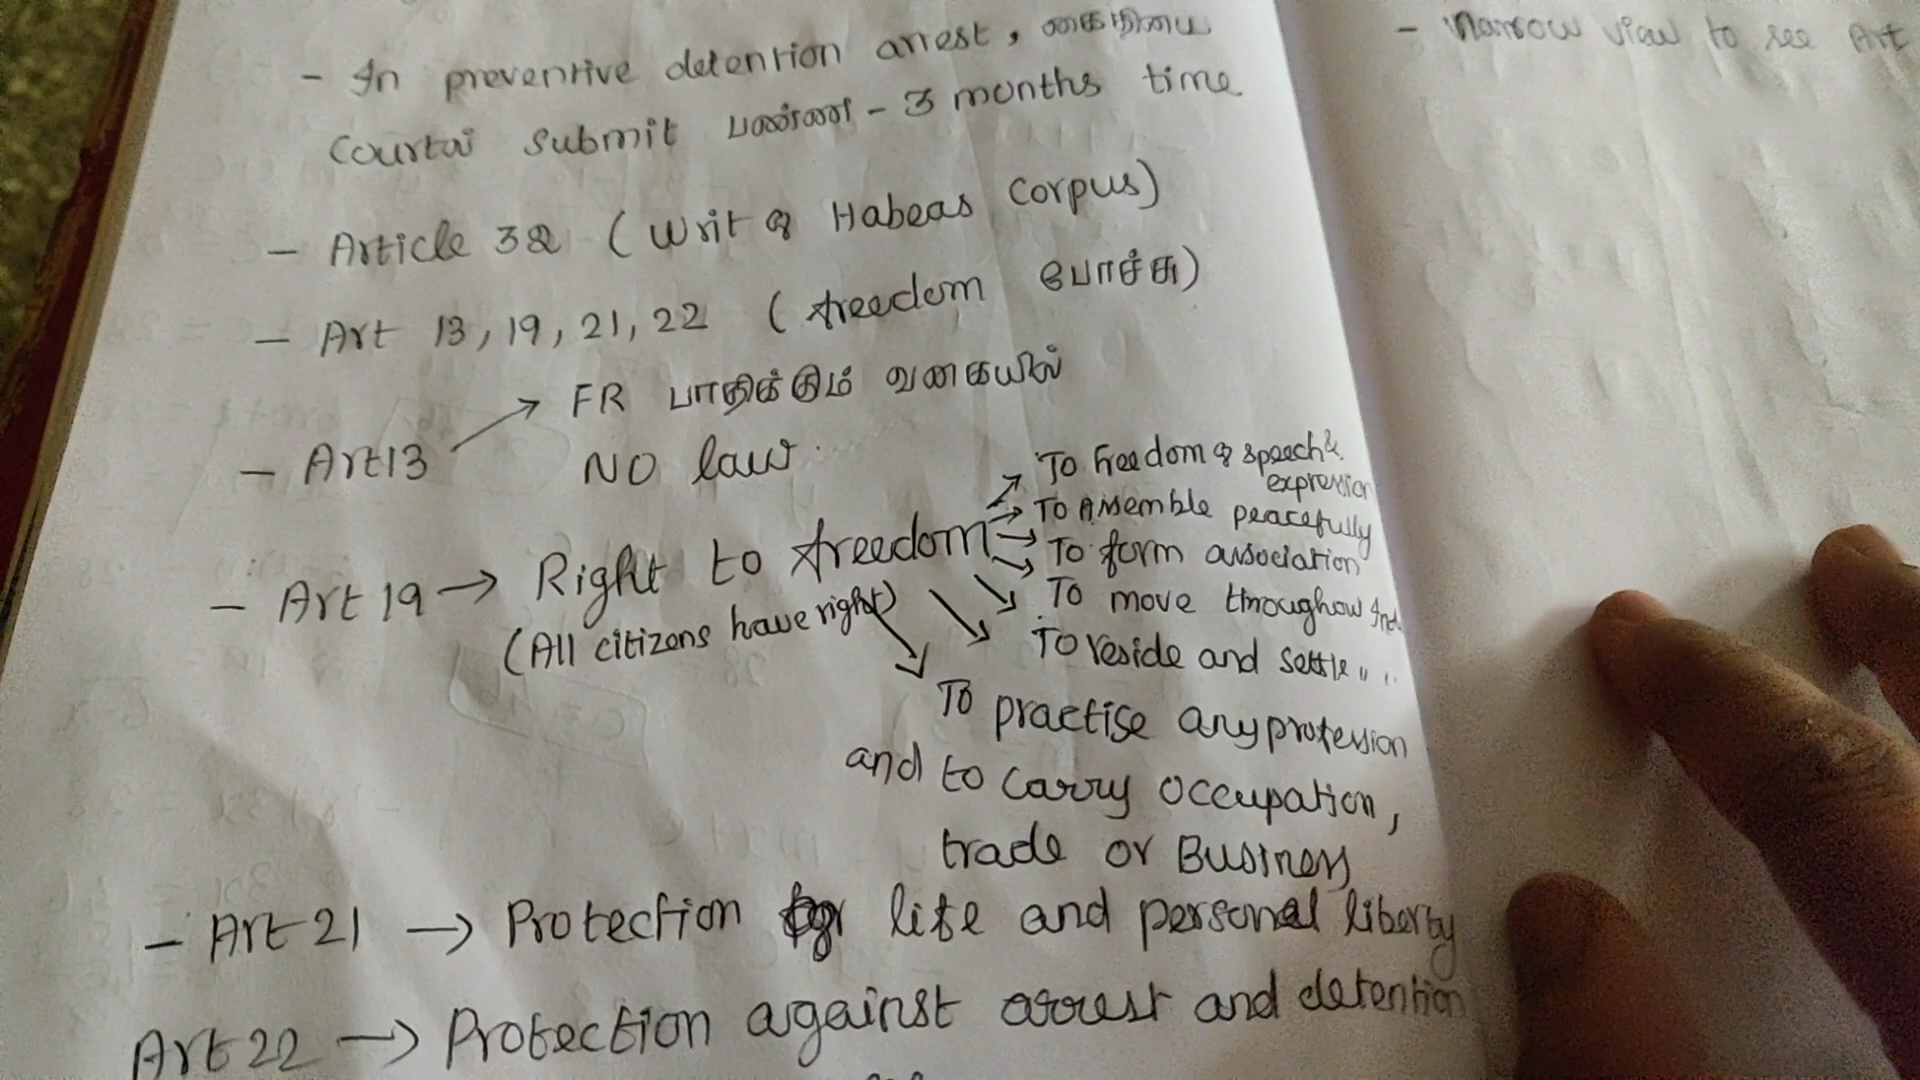 - In preventive detention arrest, கைதியை
Courtல் Submit பண்ண - 3 months time
- Article 32 (Writ of Habeas Corpus)
- Art 13, 19, 21, 22 (freedom போச்சு)
- Art13 → FR பாதிக்கும் வகையில்
NO law.
- Art 19 → Right to freedom
(All citizens have right)
→ To Freedom of speech &
expression
→ To Assemble peacefully
→ To form association
→ To move throughout Ind
→ To reside and settle " "
→ To practise any profession
and to carry occupation,
trade or Business
- Art 21 → Protection of life and personal liberty
Art 22 → Protection against arrest and detention
- Narrow view to see Art